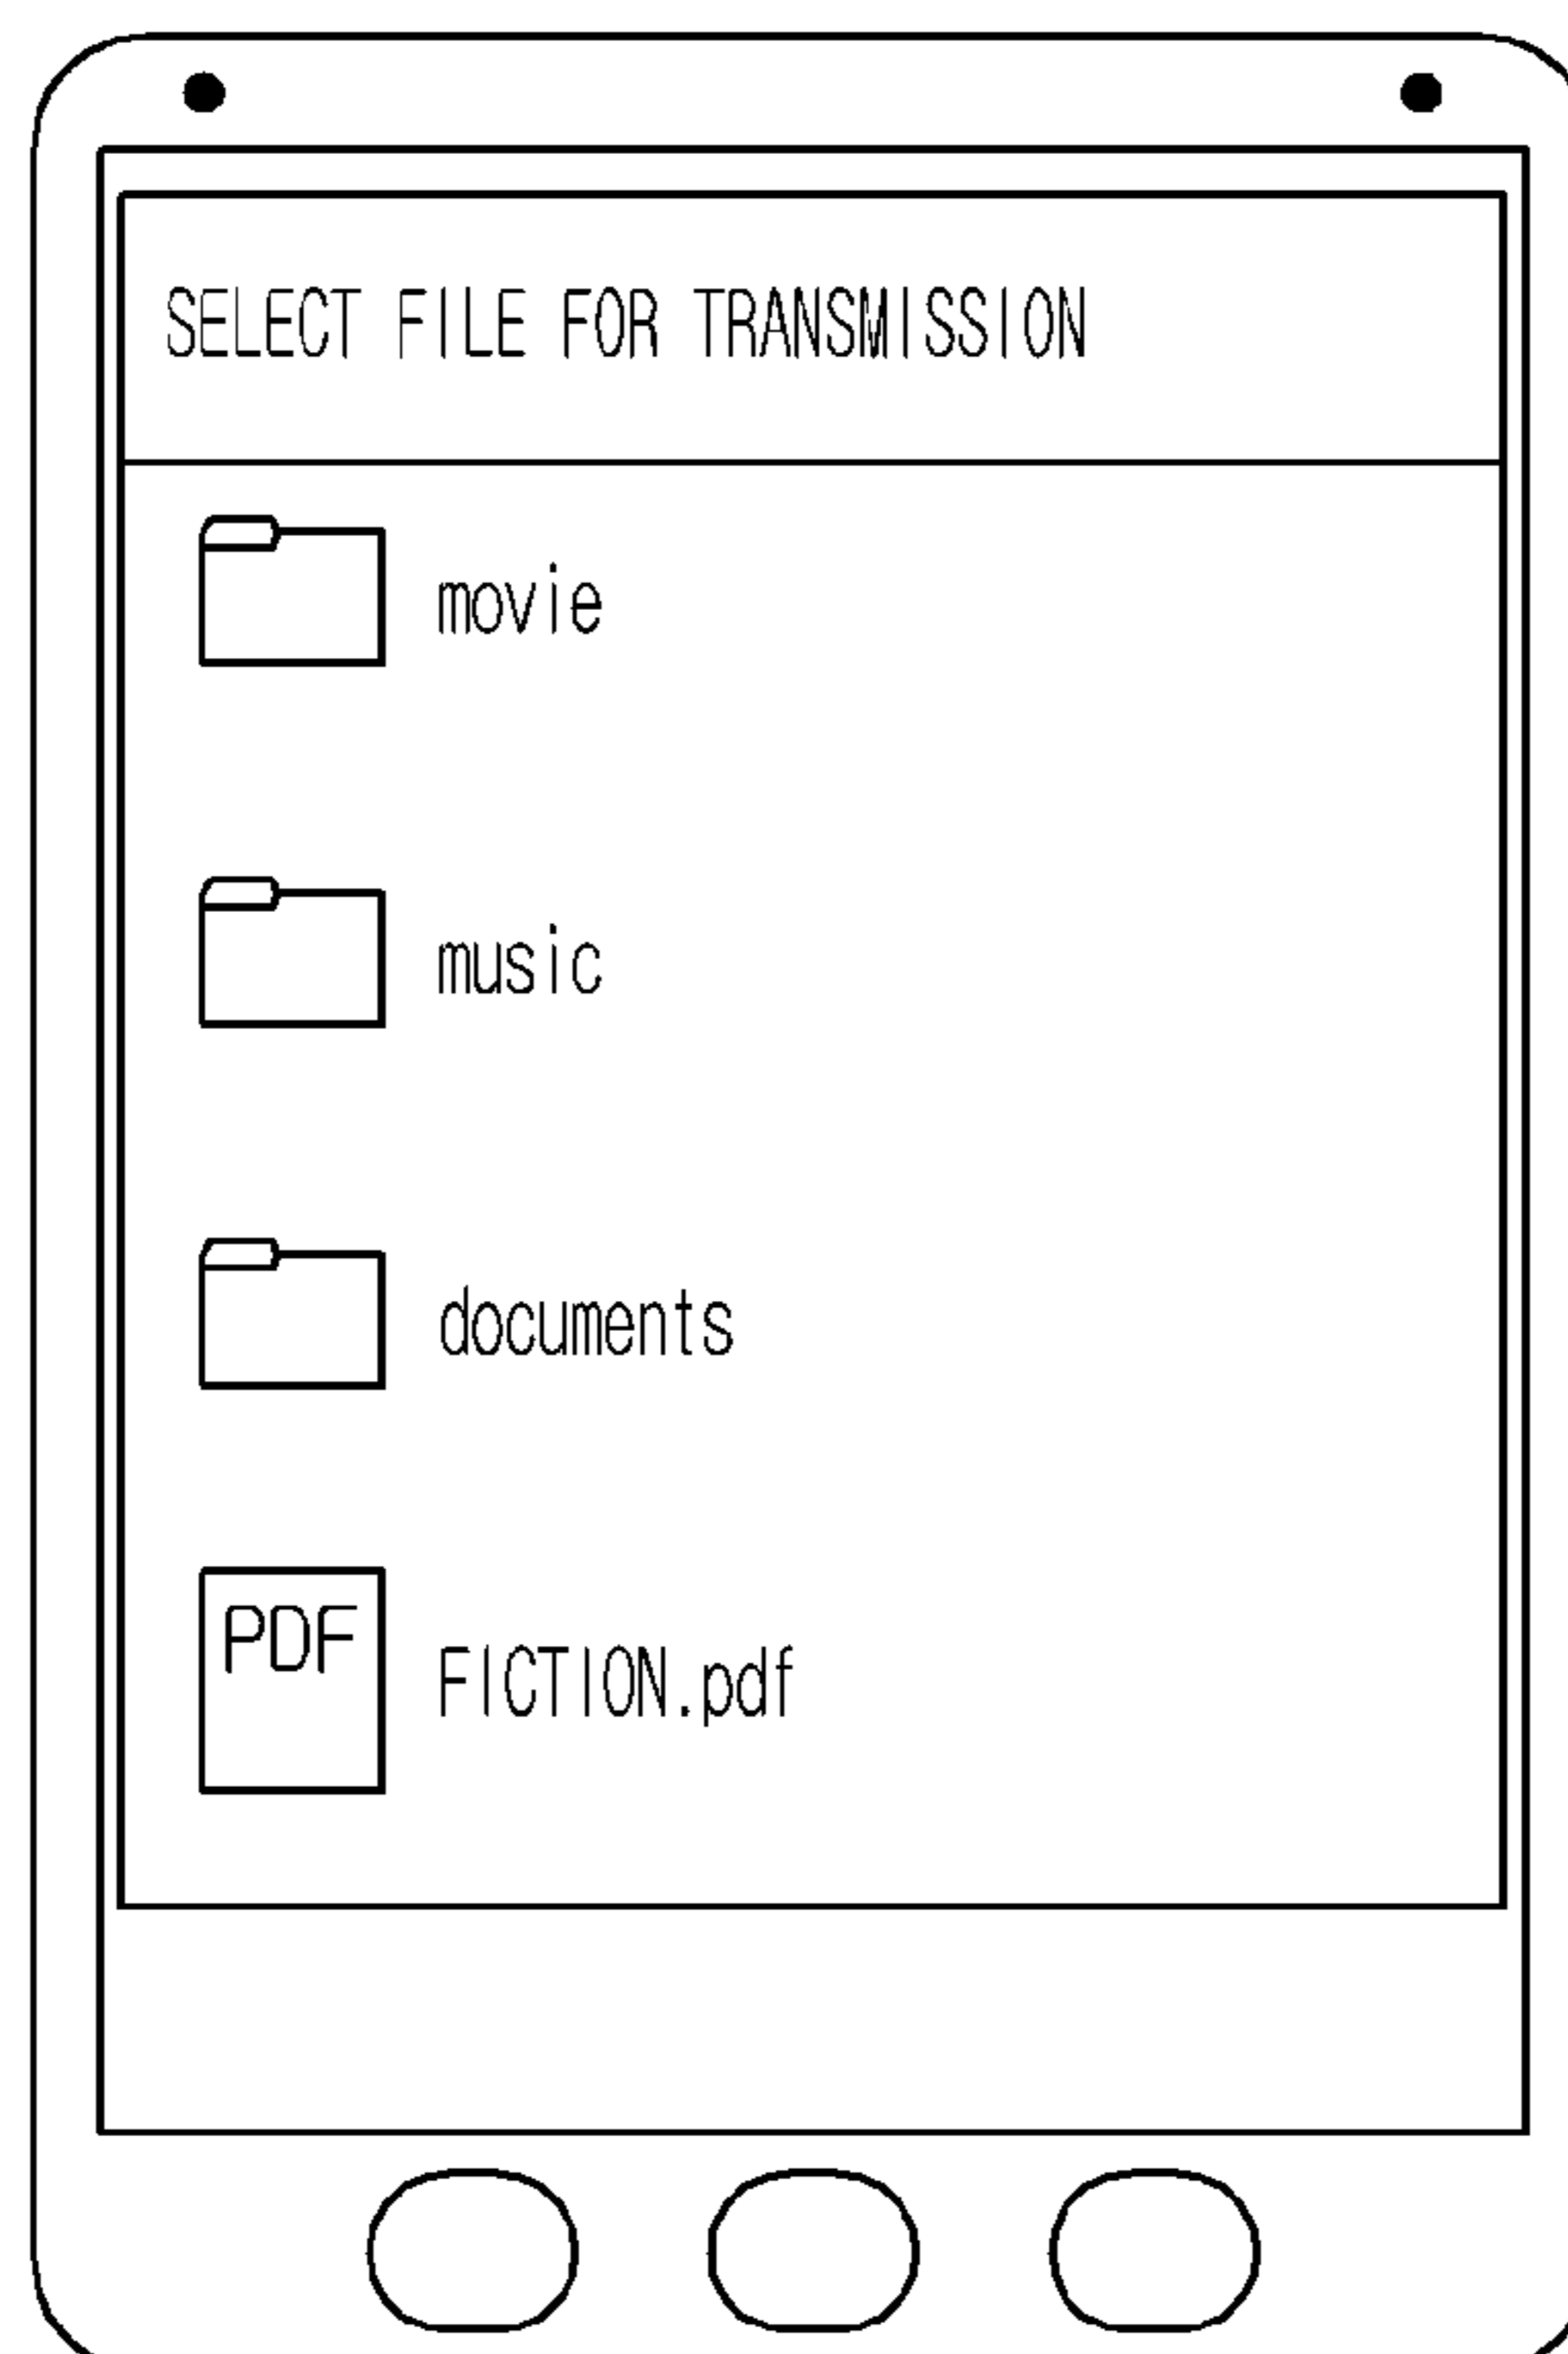 SELECT FILE FOR TRANSMISSION
movie
music
documents
PDF
FICTION.pdf